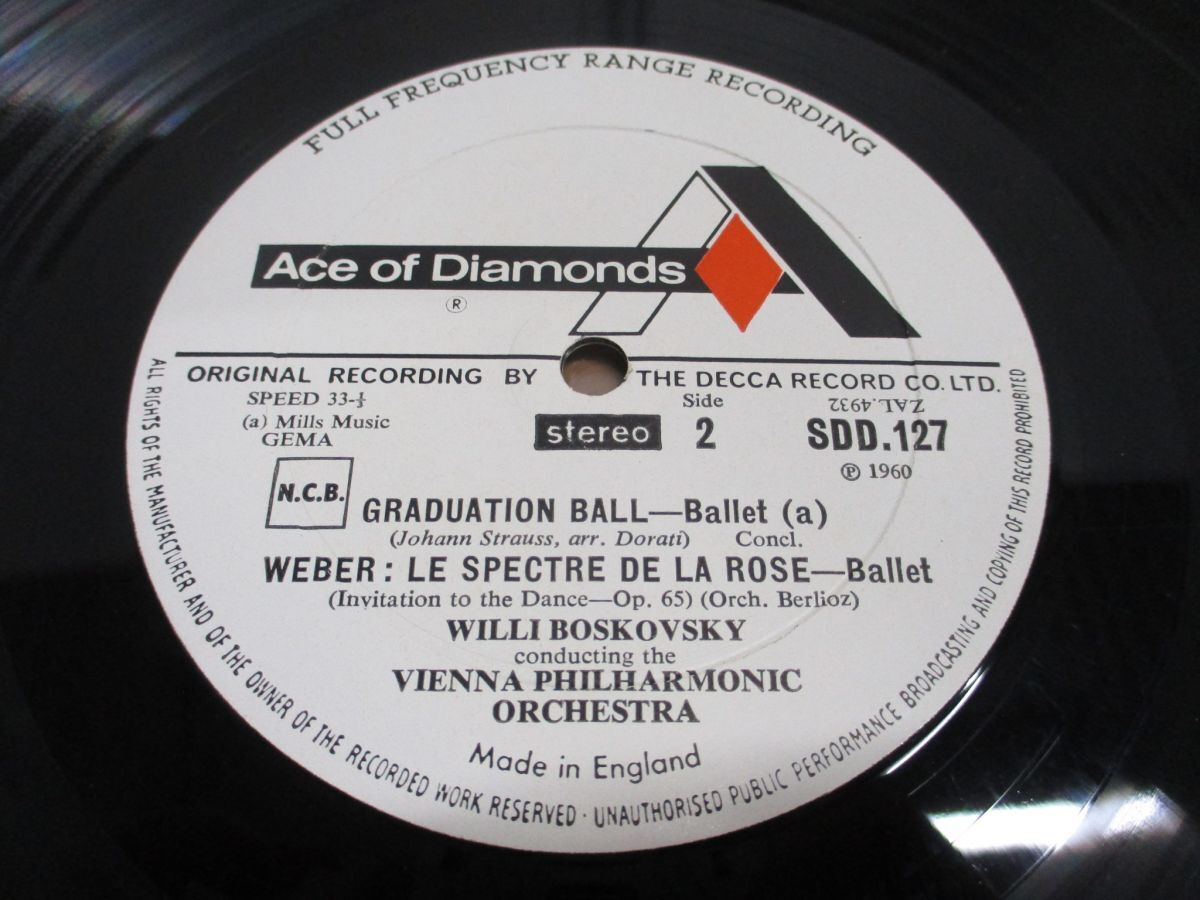 FULL FREQUENCY RANGE RECORDING
Ace of Diamonds
®
ORIGINAL RECORDING BY THE DECCA RECORD CO. LTD.
SPEED 33-⅓
(a) Mills Music
GEMA
stereo
Side
2
ZAL.4932
SDD.127
℗ 1960
N.C.B.
GRADUATION BALL—Ballet (a)
(Johann Strauss, arr. Dorati) Concl.
WEBER: LE SPECTRE DE LA ROSE—Ballet
(Invitation to the Dance—Op. 65) (Orch. Berlioz)
WILLI BOSKOVSKY
conducting the
VIENNA PHILHARMONIC
ORCHESTRA
Made in England
ALL RIGHTS OF THE MANUFACTURER AND OF THE OWNER OF THE RECORDED WORK RESERVED · UNAUTHORISED PUBLIC PERFORMANCE BROADCASTING AND COPYING OF THIS RECORD PROHIBITED